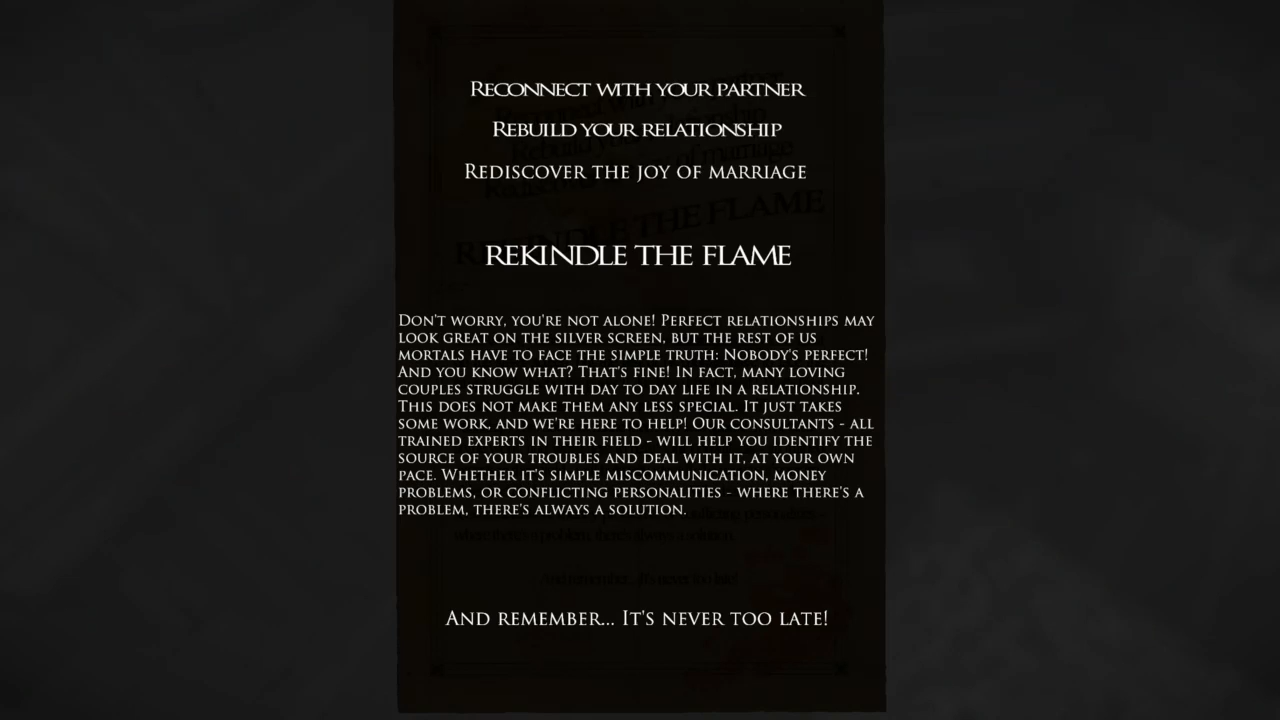 Reconnect with your partner
Rebuild your relationship
Rediscover the joy of marriage
REKINDLE THE FLAME
Don't worry, you're not alone! Perfect relationships may
look great on the silver screen, but the rest of us
mortals have to face the simple truth: Nobody's perfect!
And you know what? That's fine! In fact, many loving
couples struggle with day to day life in a relationship.
This does not make them any less special. It just takes
some work, and we're here to help! Our consultants - all
trained experts in their field - will help you identify the
source of your troubles and deal with it, at your own
pace. Whether it's simple miscommunication, money
problems, or conflicting personalities - where there's a
problem, there's always a solution.
And remember... It's never too late!